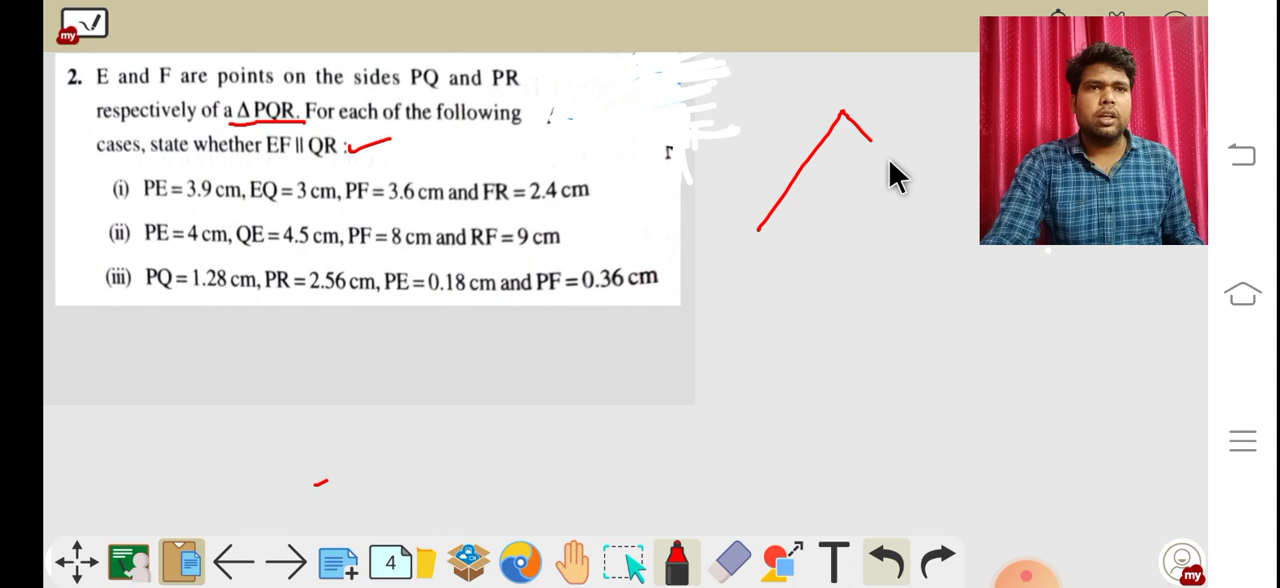 my
2. E and F are points on the sides PQ and PR
respectively of a Δ PQR. For each of the following
cases, state whether EF || QR :
(i) PE = 3.9 cm, EQ = 3 cm, PF = 3.6 cm and FR = 2.4 cm
(ii) PE = 4 cm, QE = 4.5 cm, PF = 8 cm and RF = 9 cm
(iii) PQ = 1.28 cm, PR = 2.56 cm, PE = 0.18 cm and PF = 0.36 cm
4
T
my